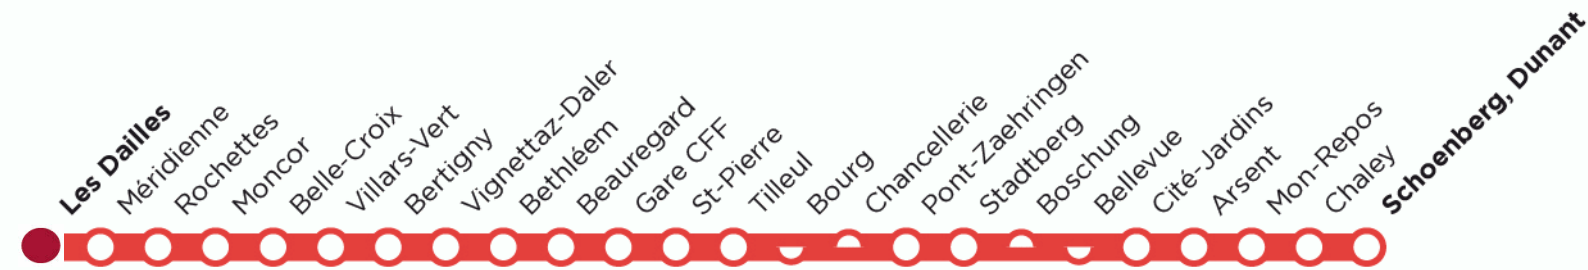 Les Dailles
Méridienne
Rochettes
Moncor
Belle-Croix
Villars-Vert
Bertigny
Vignettaz-Daler
Bethléem
Beauregard
Gare CFF
St-Pierre
Tilleul
Bourg
Chancellerie
Pont-Zaehringen
Stadtberg
Boschung
Bellevue
Cité-Jardins
Arsent
Mon-Repos
Chaley
Schoenberg, Dunant